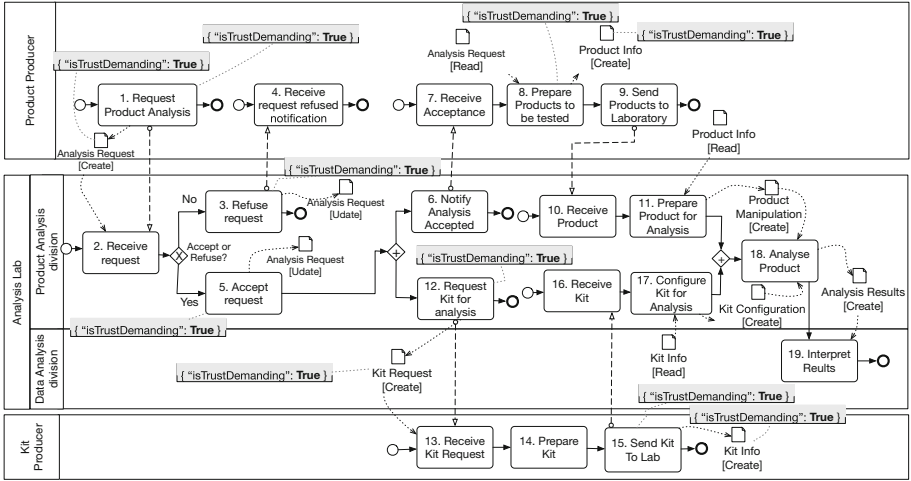 { “isTrustDemanding”: True }
{ “isTrustDemanding”: True }
{ “isTrustDemanding”: True }
{ “isTrustDemanding”: True }
Product Producer
1. Request
Product Analysis
Analysis Request
[Create]
4. Receive
request refused
notification
Analysis Request
[Read]
7. Receive
Acceptance
8. Prepare
Products to
be tested
Product Info
[Create]
9. Send
Products to
Laboratory
Product Info
[Read]
Analysis Lab
Product Analysis
division
{ “isTrustDemanding”: True }
2. Receive
request
No
Accept or
Refuse?
Yes
3. Refuse
request
Analysis Request
[Udate]
5. Accept
request
Analysis Request
[Udate]
{ “isTrustDemanding”: True }
6. Notify
Analysis
Accepted
{ “isTrustDemanding”: True }
12. Request
Kit for
analysis
10. Receive
Product
11. Prepare
Product for
Analysis
Product
Manipulation
[Create]
16. Receive
Kit
17. Configure
Kit for
Analysis
Kit Configuration
[Create]
18. Analyse
Product
Analysis Results
[Create]
Data Analysis
division
{ “isTrustDemanding”: True }
Kit Request
[Create]
Kit Info
[Read]
19. Interpret
Reults
{ “isTrustDemanding”: True }
{ “isTrustDemanding”: True }
Kit
Producer
13. Receive
Kit Request
14. Prepare
Kit
15. Send Kit
To Lab
Kit Info
[Create]